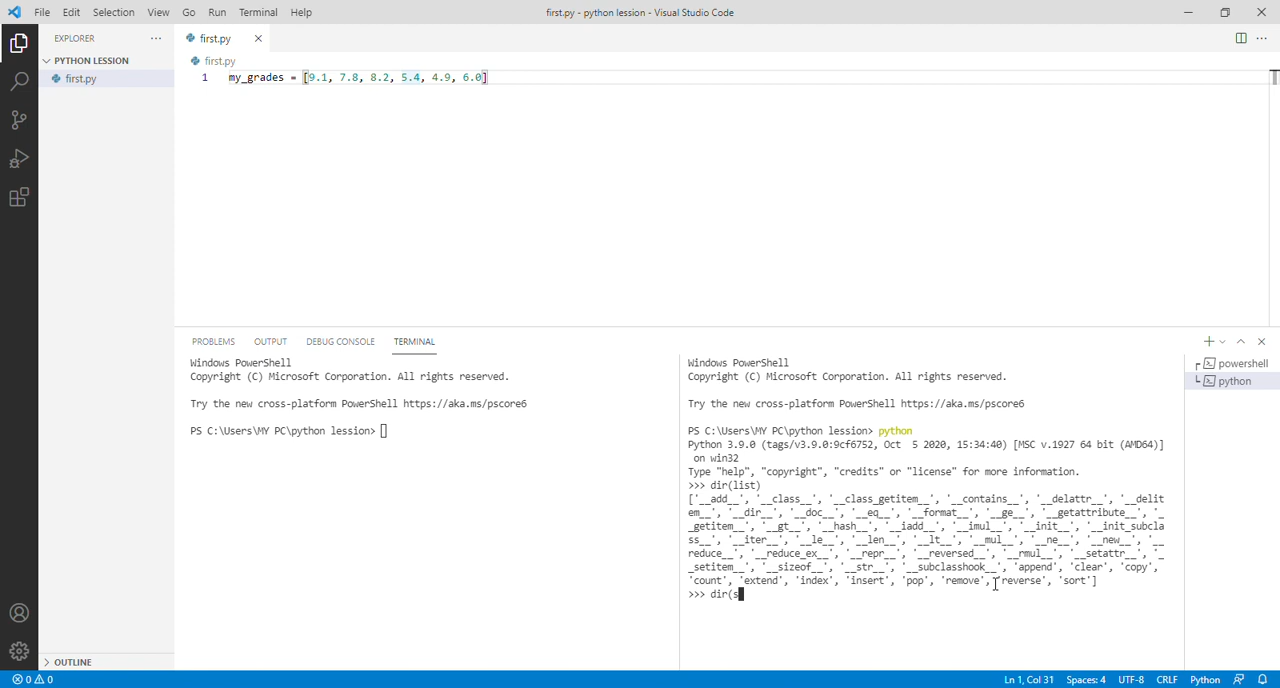 File Edit Selection View Go Run Terminal Help
first.py - python lession - Visual Studio Code
EXPLORER
PYTHON LESSION
first.py
OUTLINE
first.py
first.py
1 my_grades = [9.1, 7.8, 8.2, 5.4, 4.9, 6.0]
PROBLEMS OUTPUT DEBUG CONSOLE TERMINAL
Windows PowerShell
Copyright (C) Microsoft Corporation. All rights reserved.
Try the new cross-platform PowerShell https://aka.ms/pscore6
PS C:\Users\MY PC\python lession>
Windows PowerShell
Copyright (C) Microsoft Corporation. All rights reserved.
Try the new cross-platform PowerShell https://aka.ms/pscore6
PS C:\Users\MY PC\python lession> python
Python 3.9.0 (tags/v3.9.0:9cf6752, Oct  5 2020, 15:34:40) [MSC v.1927 64 bit (AMD64)]
on win32
Type "help", "copyright", "credits" or "license" for more information.
>>> dir(list)
['__add__', '__class__', '__class_getitem__', '__contains__', '__delattr__', '__delit
em__', '__dir__', '__doc__', '__eq__', '__format__', '__ge__', '__getattribute__', '_
_getitem__', '__gt__', '__hash__', '__iadd__', '__imul__', '__init__', '__init_subcla
ss__', '__iter__', '__le__', '__len__', '__lt__', '__mul__', '__ne__', '__new__', '__
reduce__', '__reduce_ex__', '__repr__', '__reversed__', '__rmul__', '__setattr__', '_
_setitem__', '__sizeof__', '__str__', '__subclasshook__', 'append', 'clear', 'copy',
'count', 'extend', 'index', 'insert', 'pop', 'remove', 'reverse', 'sort']
>>> dir(s
powershell
python
0 0
Ln 1, Col 31 Spaces: 4 UTF-8 CRLF Python